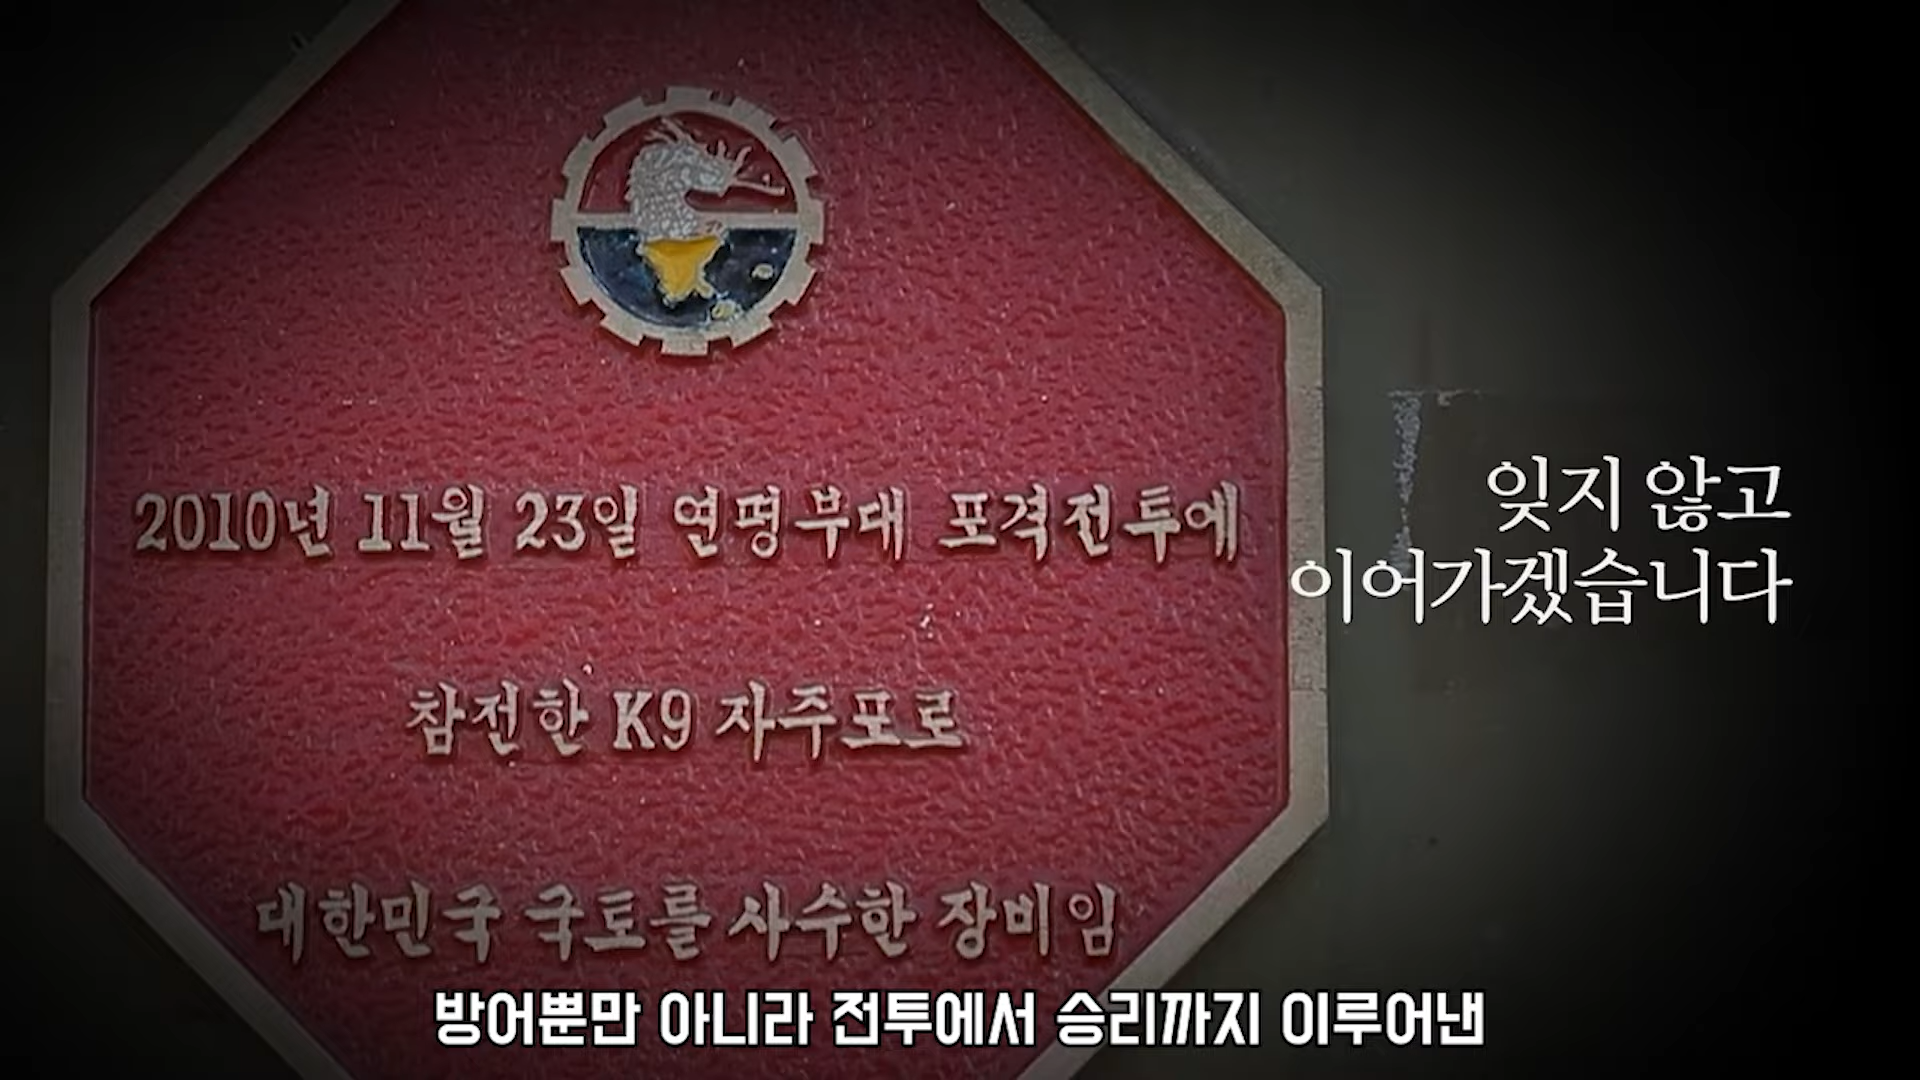 2010년 11월 23일 연평부대 포격전투에
참전한 K9 자주포로
대한민국 국토를 사수한 장비임
잊지 않고
이어가겠습니다
방어뿐만 아니라 전투에서 승리까지 이루어낸